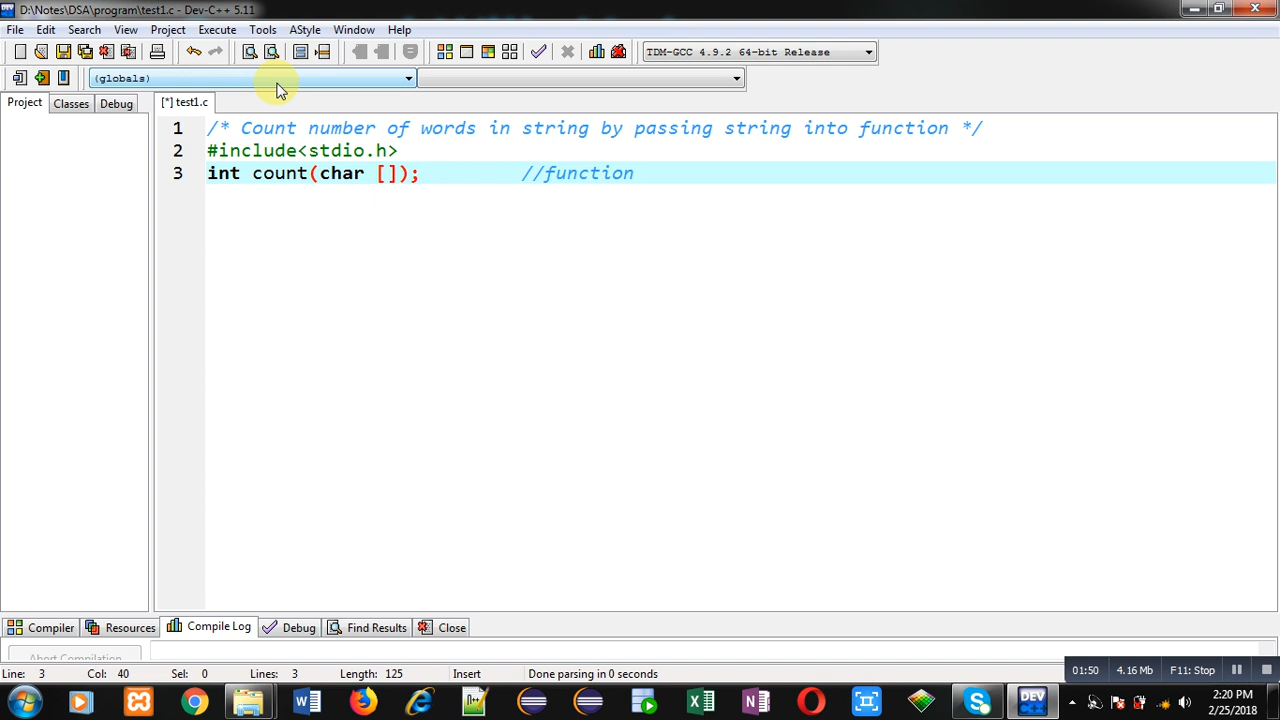 D:\Notes\DSA\program\test1.c - Dev-C++ 5.11
File Edit Search View Project Execute Tools AStyle Window Help
TDM-GCC 4.9.2 64-bit Release
(globals)
Project Classes Debug [*] test1.c
1 /* Count number of words in string by passing string into function */
2 #include<stdio.h>
3 int count(char []); //function
Compiler Resources Compile Log Debug Find Results Close
Abort Compilation
Line: 3 Col: 40 Sel: 0 Lines: 3 Length: 125 Insert Done parsing in 0 seconds
01:50 4.16 Mb F11: Stop
DEV 2:20 PM
2/25/2018